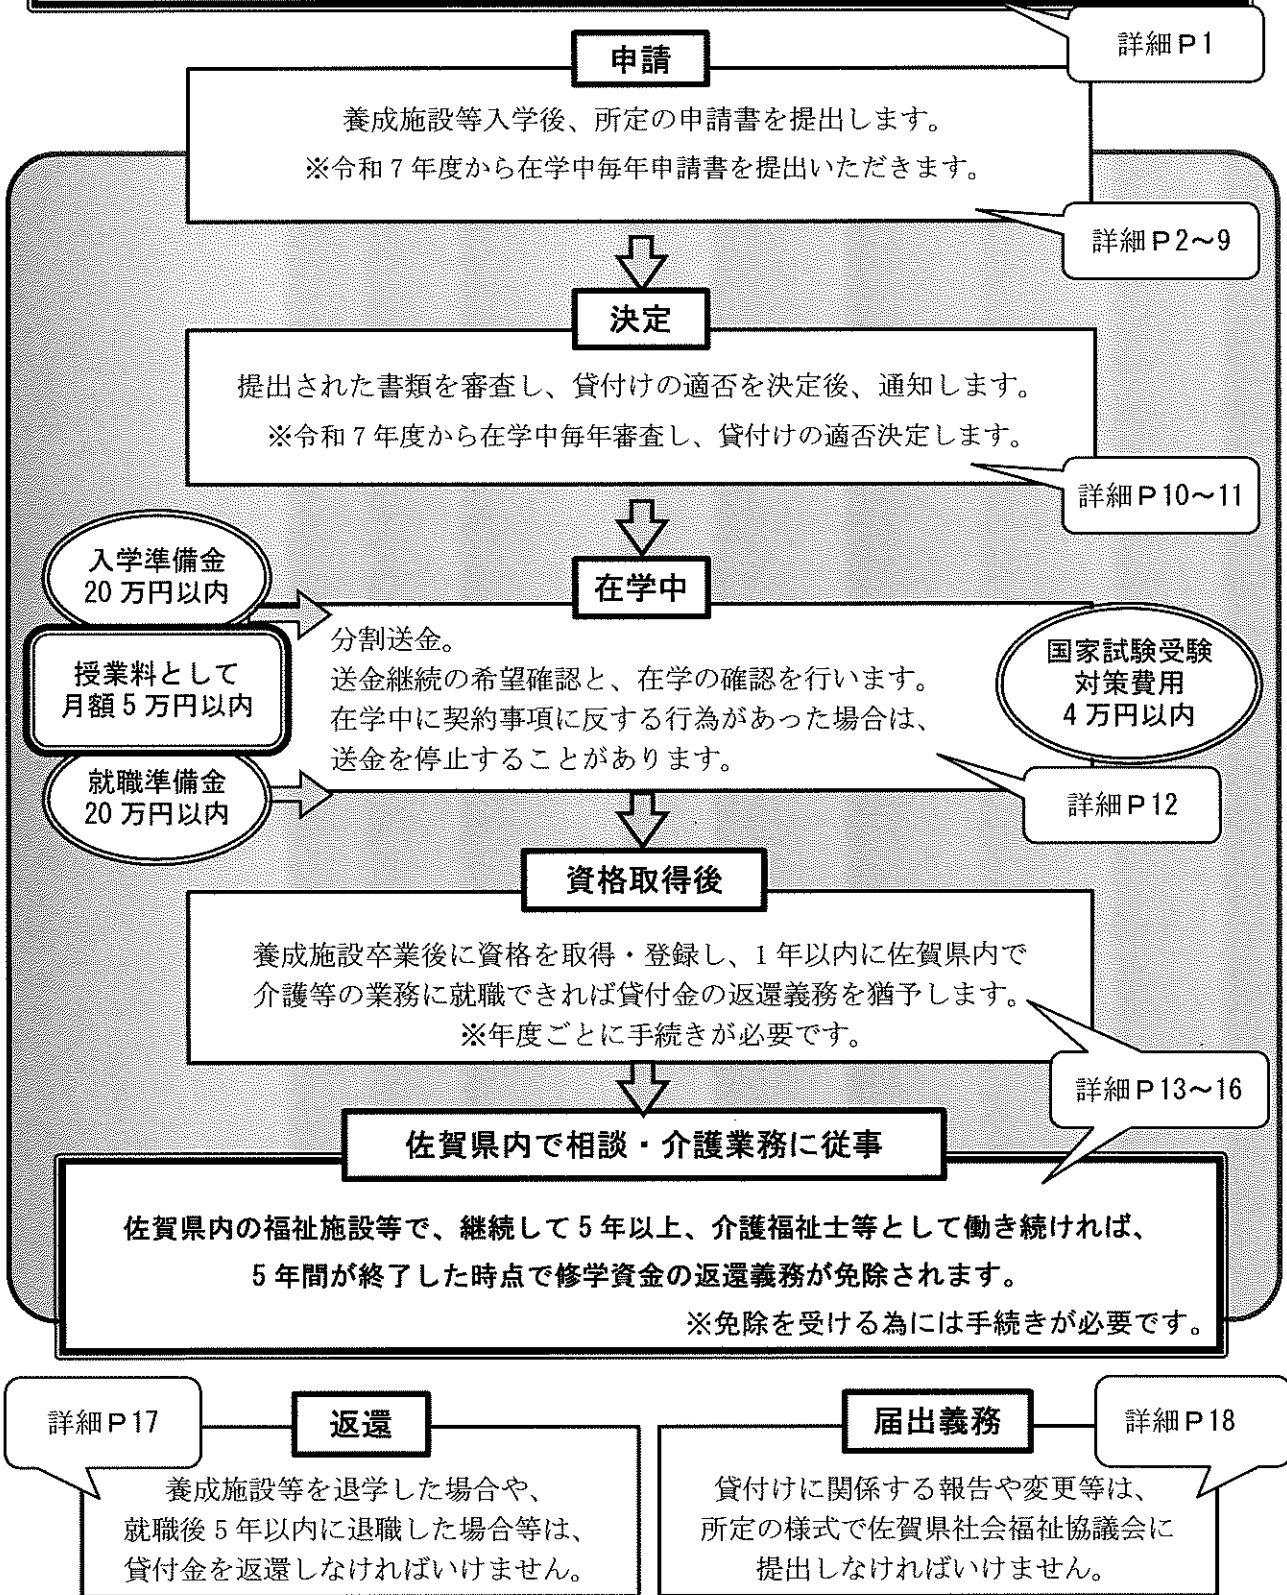 詳細P1
申請
養成施設等入学後、所定の申請書を提出します。
※令和7年度から在学中毎年申請書を提出いただきます。
詳細P2～9
決定
提出された書類を審査し、貸付けの適否を決定後、通知します。
※令和7年度から在学中毎年審査し、貸付けの適否決定します。
詳細P10～11
入学準備金
20万円以内
授業料として
月額5万円以内
就職準備金
20万円以内
在学中
分割送金。
送金継続の希望確認と、在学の確認を行います。
在学中に契約事項に反する行為があった場合は、
送金を停止することがあります。
国家試験受験
対策費用
4万円以内
詳細P12
資格取得後
養成施設卒業後に資格を取得・登録し、1年以内に佐賀県内で
介護等の業務に就職できれば貸付金の返還義務を猶予します。
※年度ごとに手続きが必要です。
詳細P13～16
佐賀県内で相談・介護業務に従事
佐賀県内の福祉施設等で、継続して5年以上、介護福祉士等として働き続ければ、
5年間が終了した時点で修学資金の返還義務が免除されます。
※免除を受ける為には手続きが必要です。
詳細P17
返還
養成施設等を退学した場合や、
就職後5年以内に退職した場合等は、
貸付金を返還しなければいけません。
届出義務
詳細P18
貸付けに関係する報告や変更等は、
所定の様式で佐賀県社会福祉協議会に
提出しなければいけません。